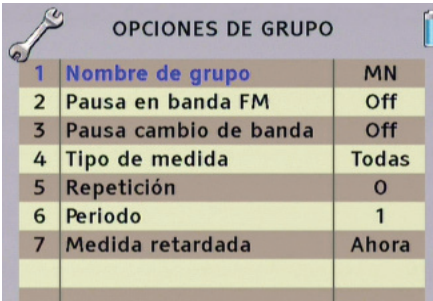 OPCIONES DE GRUPO
1 Nombre de grupo MN
2 Pausa en banda FM Off
3 Pausa cambio de banda Off
4 Tipo de medida Todas
5 Repetición 0
6 Periodo 1
7 Medida retardada Ahora